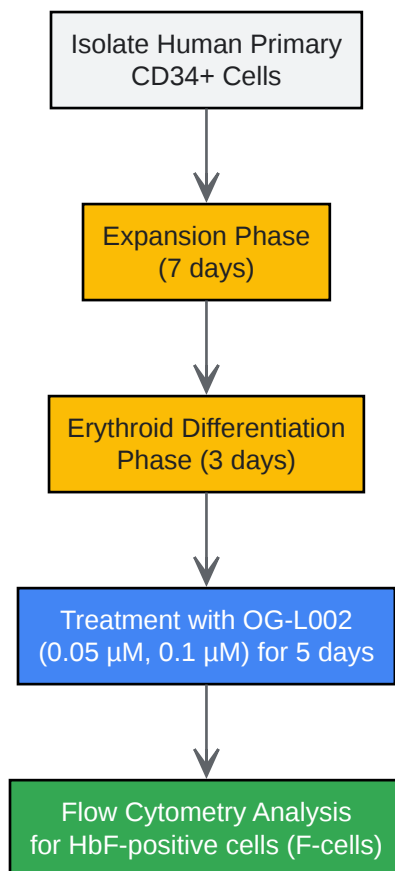 Isolate Human Primary
CD34+ Cells
Expansion Phase
(7 days)
Erythroid Differentiation
Phase (3 days)
Treatment with OG-L002
(0.05 µM, 0.1 µM) for 5 days
Flow Cytometry Analysis
for HbF-positive cells (F-cells)